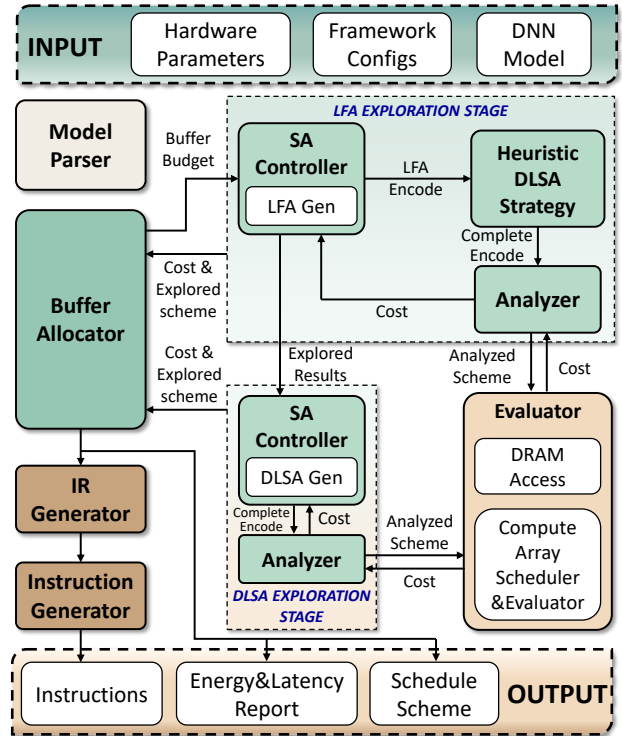 INPUT
Hardware
Parameters
Framework
Configs
DNN
Model
LFA EXPLORATION STAGE
Model
Parser
Buffer
Budget
SA
Controller
LFA Gen
LFA
Encode
Heuristic
DLSA
Strategy
Complete
Encode
Analyzer
Cost
Cost &
Explored
scheme
Buffer
Allocator
Cost &
Explored
scheme
Explored
Results
Analyzed
Scheme
Cost
SA
Controller
DLSA Gen
Complete
Encode
Cost
Analyzer
DLSA EXPLORATION
STAGE
Analyzed
Scheme
Cost
Evaluator
DRAM
Access
Compute
Array
Scheduler
&Evaluator
IR
Generator
Instruction
Generator
Instructions
Energy&Latency
Report
Schedule
Scheme
OUTPUT